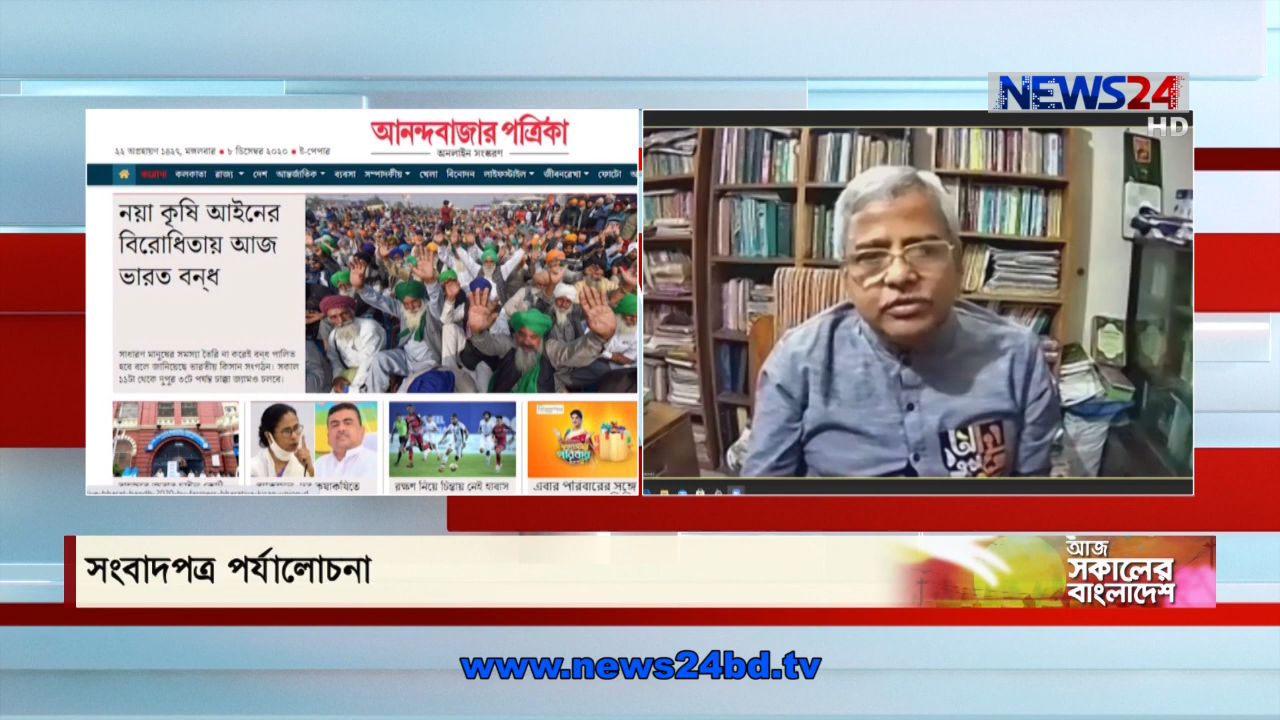 NEWS24
HD
আনন্দবাজার পত্রিকা
অনলাইন সংস্করণ
২২ অগ্রহায়ণ ১৪২৭, মঙ্গলবার ● ৮ ডিসেম্বর ২০২০ ● ই-পেপার
করোনা কলকাতা রাজ্য দেশ আন্তর্জাতিক ব্যবসা সম্পাদকীয় খেলা বিনোদন লাইফস্টাইল জীবনরেখা ফোটো
নয়া কৃষি আইনের
বিরোধিতায় আজ
ভারত বন্‌ধ
সাধারণ মানুষের সমস্যা তৈরি না করেই বনধ পালিত
হবে বলে জানিয়েছে ভারতীয় কিসান সংগঠন। সকাল
১১টা থেকে দুপুর ৩টে পর্যন্ত চাক্কা জ্যামও চলবে।
রক্ষণ নিয়ে চিন্তায় নেই হাবাস
এবার পরিবারের সঙ্গে
সংবাদপত্র পর্যালোচনা
আজ
সকালের
বাংলাদেশ
www.news24bd.tv